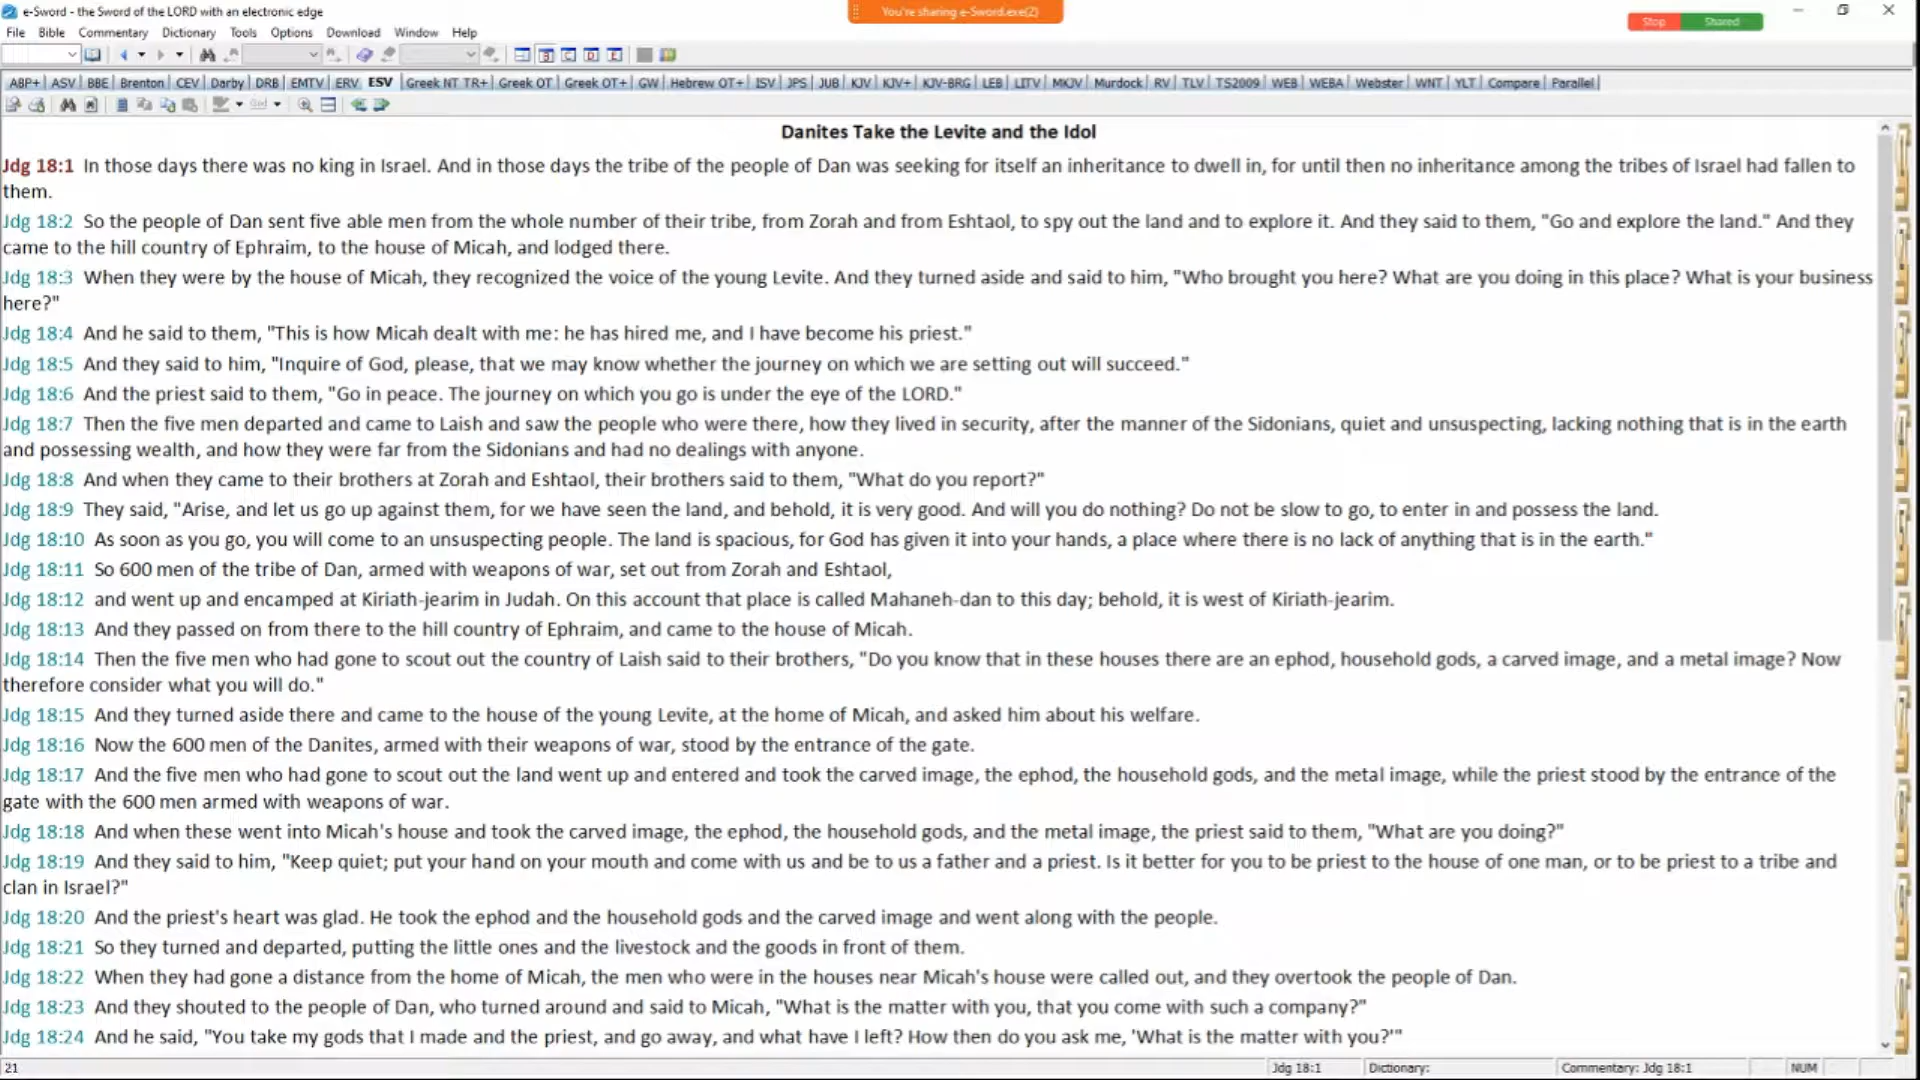 e-Sword - the Sword of the LORD with an electronic edge
You're sharing e-Sword.exe(2)
Stop
Shared
File Bible Commentary Dictionary Tools Options Download Window Help
ABP+ ASV BBE Brenton CEV Darby DRB EMTV ERV ESV Greek NT TR+ Greek OT Greek OT+ GW Hebrew OT+ ISV JPS JUB KJV KJV+ KJV-BRG LEB LITV MKJV Murdock RV TLV TS2009 WEB WEBA Webster WNT YLT Compare Parallel
Danites Take the Levite and the Idol
Jdg 18:1 In those days there was no king in Israel. And in those days the tribe of the people of Dan was seeking for itself an inheritance to dwell in, for until then no inheritance among the tribes of Israel had fallen to
them.
Jdg 18:2 So the people of Dan sent five able men from the whole number of their tribe, from Zorah and from Eshtaol, to spy out the land and to explore it. And they said to them, "Go and explore the land." And they
came to the hill country of Ephraim, to the house of Micah, and lodged there.
Jdg 18:3 When they were by the house of Micah, they recognized the voice of the young Levite. And they turned aside and said to him, "Who brought you here? What are you doing in this place? What is your business
here?"
Jdg 18:4 And he said to them, "This is how Micah dealt with me: he has hired me, and I have become his priest."
Jdg 18:5 And they said to him, "Inquire of God, please, that we may know whether the journey on which we are setting out will succeed."
Jdg 18:6 And the priest said to them, "Go in peace. The journey on which you go is under the eye of the LORD."
Jdg 18:7 Then the five men departed and came to Laish and saw the people who were there, how they lived in security, after the manner of the Sidonians, quiet and unsuspecting, lacking nothing that is in the earth
and possessing wealth, and how they were far from the Sidonians and had no dealings with anyone.
Jdg 18:8 And when they came to their brothers at Zorah and Eshtaol, their brothers said to them, "What do you report?"
Jdg 18:9 They said, "Arise, and let us go up against them, for we have seen the land, and behold, it is very good. And will you do nothing? Do not be slow to go, to enter in and possess the land.
Jdg 18:10 As soon as you go, you will come to an unsuspecting people. The land is spacious, for God has given it into your hands, a place where there is no lack of anything that is in the earth."
Jdg 18:11 So 600 men of the tribe of Dan, armed with weapons of war, set out from Zorah and Eshtaol,
Jdg 18:12 and went up and encamped at Kiriath-jearim in Judah. On this account that place is called Mahaneh-dan to this day; behold, it is west of Kiriath-jearim.
Jdg 18:13 And they passed on from there to the hill country of Ephraim, and came to the house of Micah.
Jdg 18:14 Then the five men who had gone to scout out the country of Laish said to their brothers, "Do you know that in these houses there are an ephod, household gods, a carved image, and a metal image? Now
therefore consider what you will do."
Jdg 18:15 And they turned aside there and came to the house of the young Levite, at the home of Micah, and asked him about his welfare.
Jdg 18:16 Now the 600 men of the Danites, armed with their weapons of war, stood by the entrance of the gate.
Jdg 18:17 And the five men who had gone to scout out the land went up and entered and took the carved image, the ephod, the household gods, and the metal image, while the priest stood by the entrance of the
gate with the 600 men armed with weapons of war.
Jdg 18:18 And when these went into Micah's house and took the carved image, the ephod, the household gods, and the metal image, the priest said to them, "What are you doing?"
Jdg 18:19 And they said to him, "Keep quiet; put your hand on your mouth and come with us and be to us a father and a priest. Is it better for you to be priest to the house of one man, or to be priest to a tribe and
clan in Israel?"
Jdg 18:20 And the priest's heart was glad. He took the ephod and the household gods and the carved image and went along with the people.
Jdg 18:21 So they turned and departed, putting the little ones and the livestock and the goods in front of them.
Jdg 18:22 When they had gone a distance from the home of Micah, the men who were in the houses near Micah's house were called out, and they overtook the people of Dan.
Jdg 18:23 And they shouted to the people of Dan, who turned around and said to Micah, "What is the matter with you, that you come with such a company?"
Jdg 18:24 And he said, "You take my gods that I made and the priest, and go away, and what have I left? How then do you ask me, 'What is the matter with you?'"
21
Jdg 18:1
Dictionary:
Commentary: Jdg 18:1
NUM